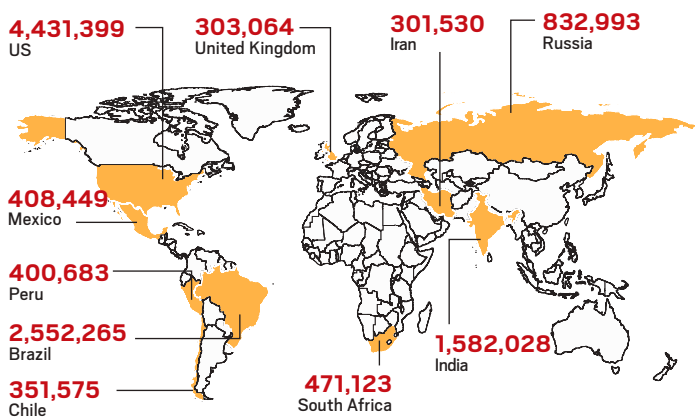 4,431,399
US
303,064
United Kingdom
301,530
Iran
832,993
Russia
408,449
Mexico
400,683
Peru
2,552,265
Brazil
351,575
Chile
471,123
South Africa
1,582,028
India